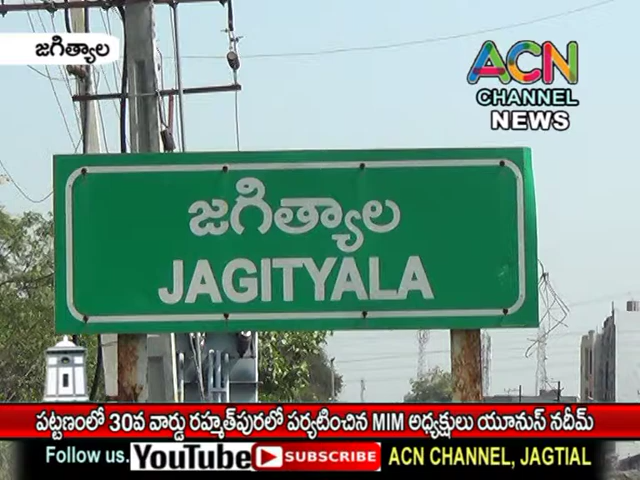 జగిత్యాల
ACN
CHANNEL
NEWS
జగిత్యాల
JAGITYALA
పట్టణంలో 30వ వార్డు రహ్మత్‌పురలో పర్యటించిన MIM అధ్యక్షులు యూనుస్ నదీమ్
Follow us. YouTube SUBSCRIBE ACN CHANNEL, JAGTIAL